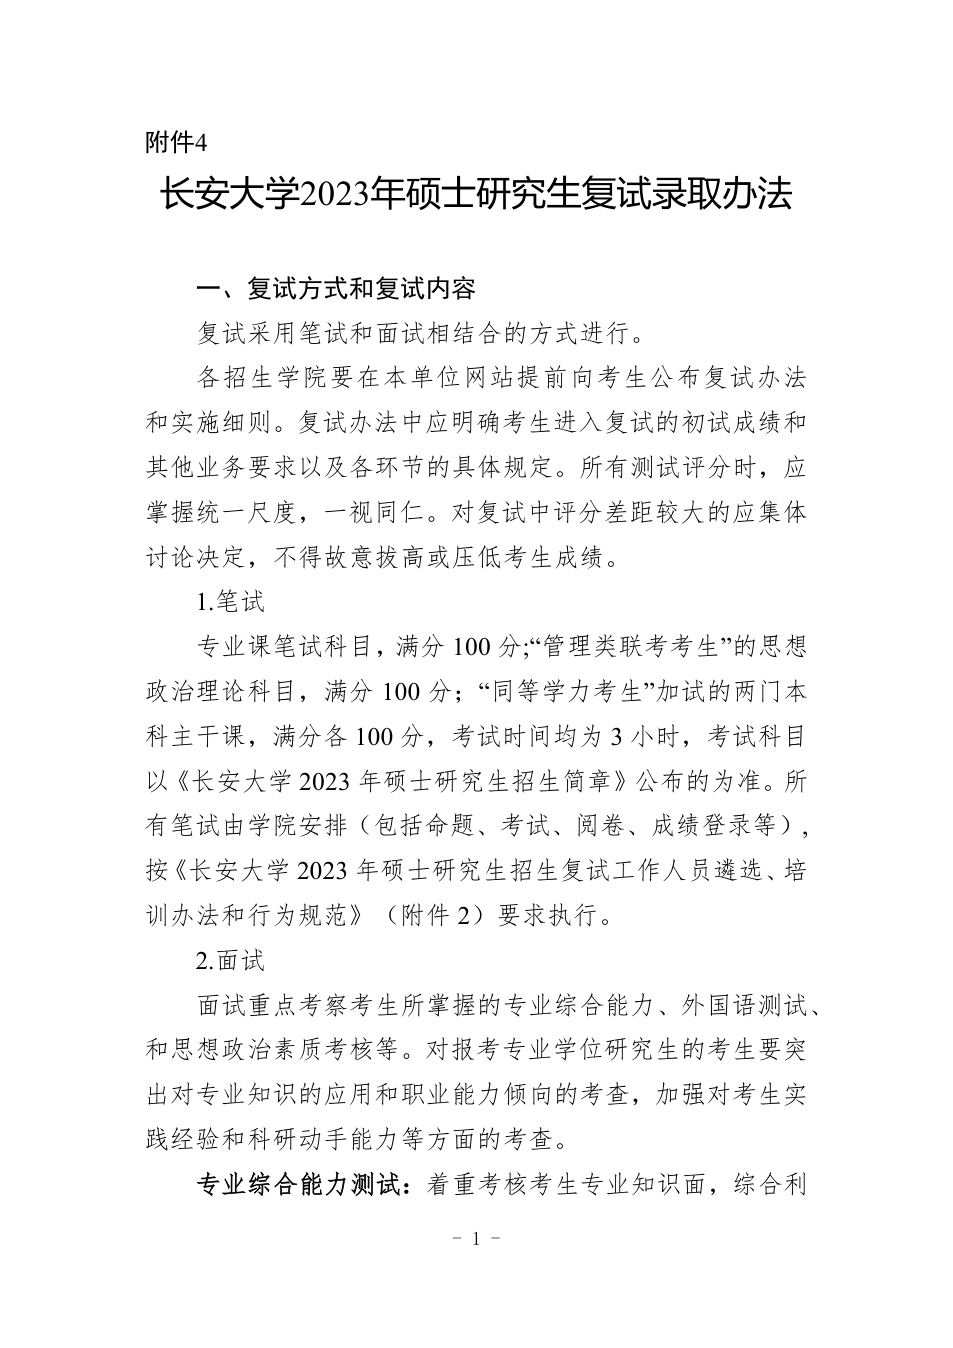 附件4
长安大学2023年硕士研究生复试录取办法
一、复试方式和复试内容
复试采用笔试和面试相结合的方式进行。
各招生学院要在本单位网站提前向考生公布复试办法
和实施细则。复试办法中应明确考生进入复试的初试成绩和
其他业务要求以及各环节的具体规定。所有测试评分时，应
掌握统一尺度，一视同仁。对复试中评分差距较大的应集体
讨论决定，不得故意拔高或压低考生成绩。
1.笔试
专业课笔试科目，满分 100 分;“管理类联考考生”的思想
政治理论科目，满分 100 分；“同等学力考生”加试的两门本
科主干课，满分各 100 分，考试时间均为 3 小时，考试科目
以《长安大学 2023 年硕士研究生招生简章》公布的为准。所
有笔试由学院安排（包括命题、考试、阅卷、成绩登录等）,
按《长安大学 2023 年硕士研究生招生复试工作人员遴选、培
训办法和行为规范》（附件 2）要求执行。
2.面试
面试重点考察考生所掌握的专业综合能力、外国语测试、
和思想政治素质考核等。对报考专业学位研究生的考生要突
出对专业知识的应用和职业能力倾向的考查，加强对考生实
践经验和科研动手能力等方面的考查。
专业综合能力测试：着重考核考生专业知识面，综合利
- 1 -